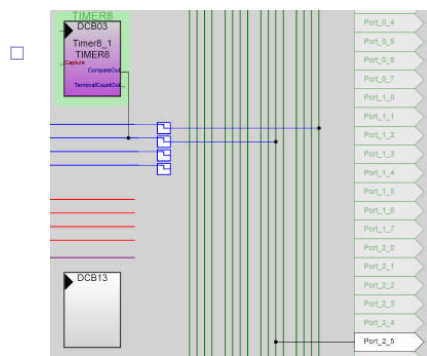 TIMER8
DCB03
Timer8_1
TIMER8
Capture
CompareOut
TerminalCountOut
DCB13
Port_0_4
Port_0_5
Port_0_6
Port_0_7
Port_1_0
Port_1_1
Port_1_2
Port_1_3
Port_1_4
Port_1_5
Port_1_6
Port_1_7
Port_2_0
Port_2_1
Port_2_2
Port_2_3
Port_2_4
Port_2_5